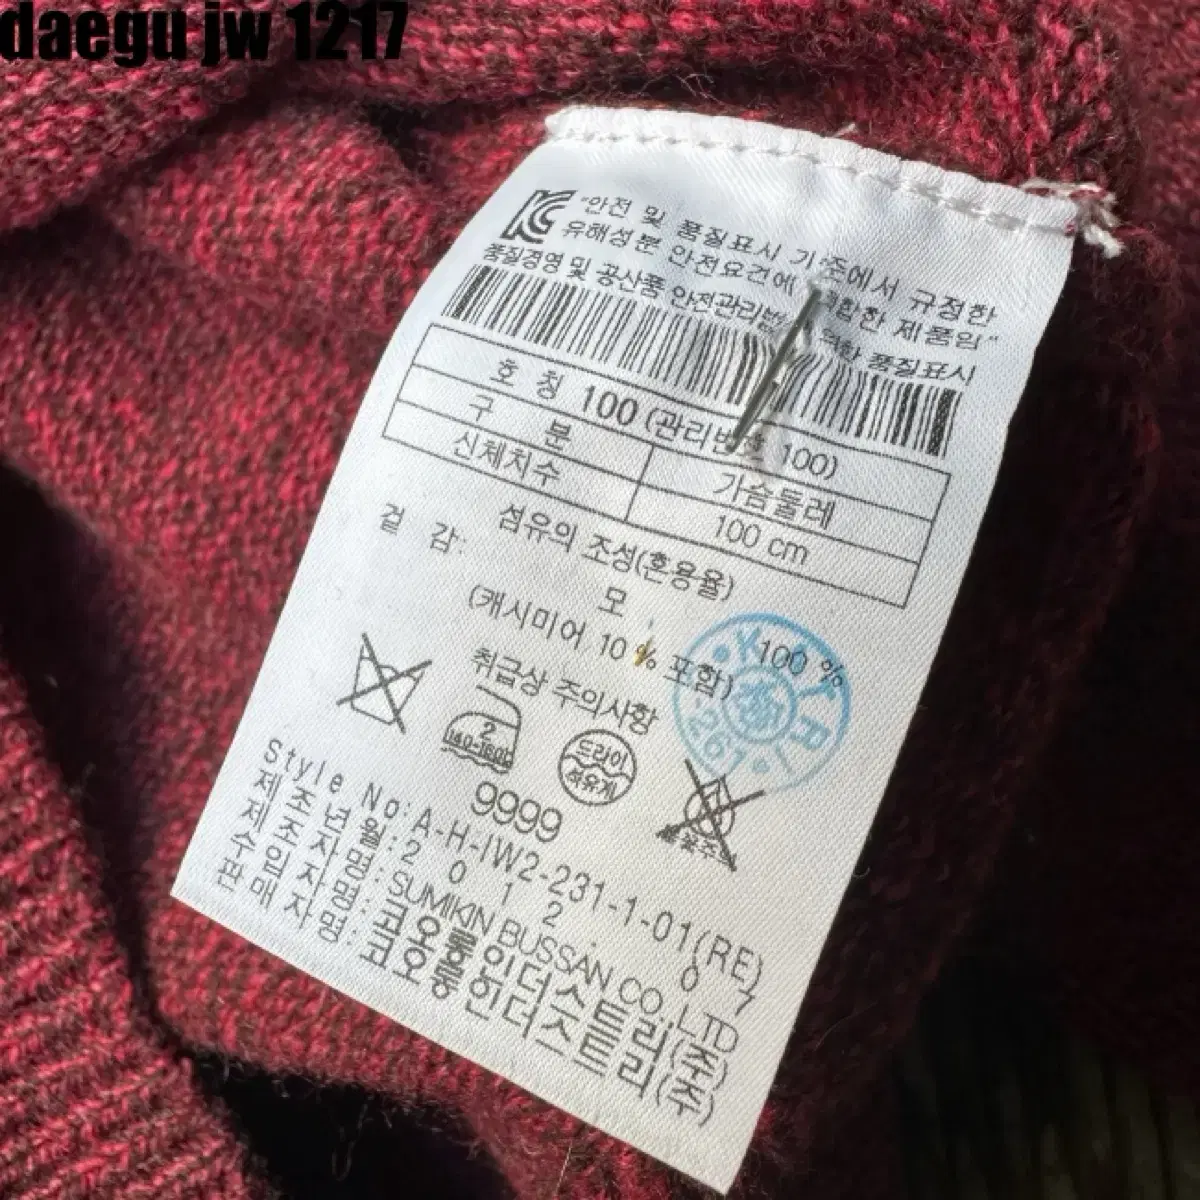 daegu jw 1217
"안전 및 품질표시 기준에서 규정한
유해성분 안전요건에 적합한 제품임"
품질경영 및 공산품 안전관리법 품질표시
호 칭 100 (관리번호 100)
구 분 가슴둘레
신체치수 100 cm
섬유의 조성(혼용율)
겉 감:
모 100 %
(캐시미어 10 % 포함)
취급상 주의사항
2
140-160℃
드라이
석유계
9999
Style No: A-H-IW2-231-1-01(RE)
제조년월: 2 0 1 2 . 0 7
제조자명: SUMIKIN BUSSAN CO., LTD
수입자명: 코오롱인더스트리(주)
판매자명: 코오롱인더스트리(주)